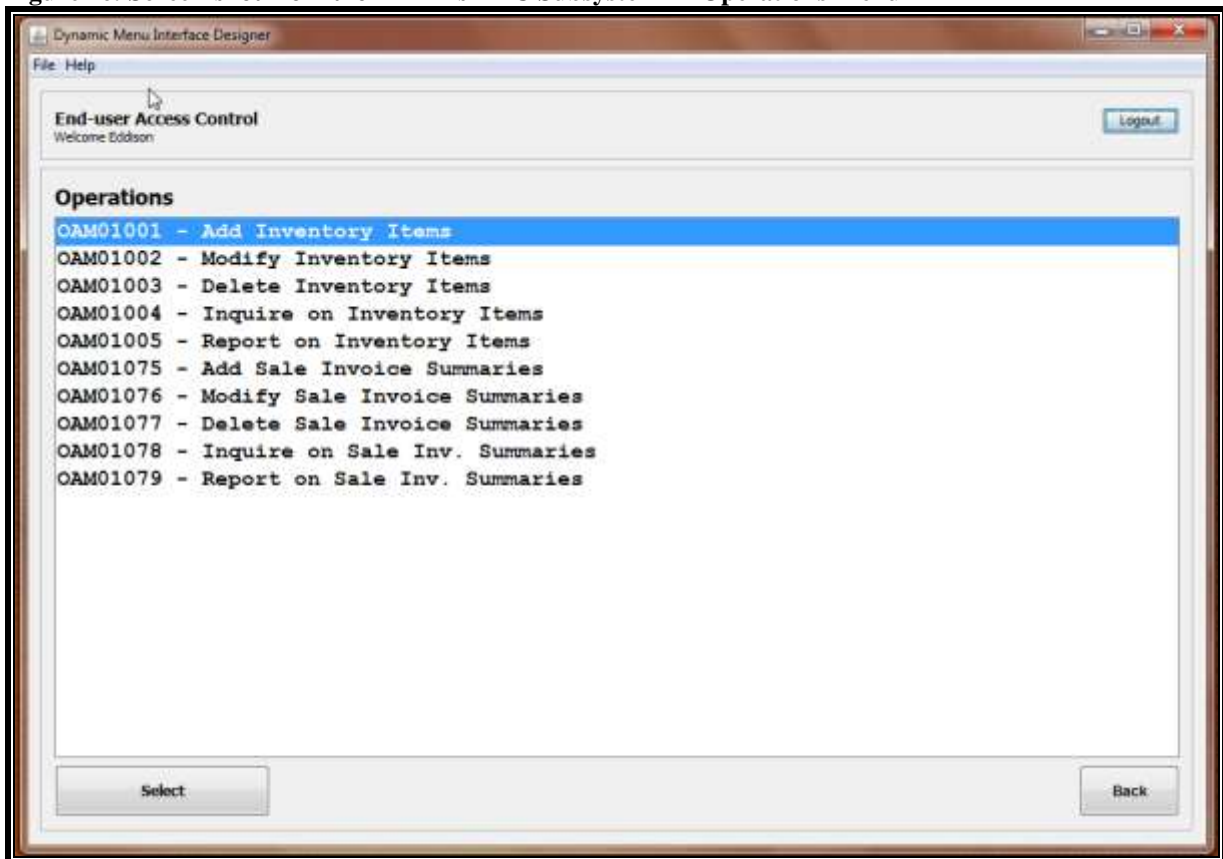 Dynamic Menu Interface Designer
File Help
End-user Access Control
Welcome Eddison
Logout
Operations
OAM01001 - Add Inventory Items
OAM01002 - Modify Inventory Items
OAM01003 - Delete Inventory Items
OAM01004 - Inquire on Inventory Items
OAM01005 - Report on Inventory Items
OAM01075 - Add Sale Invoice Summaries
OAM01076 - Modify Sale Invoice Summaries
OAM01077 - Delete Sale Invoice Summaries
OAM01078 - Inquire on Sale Inv. Summaries
OAM01079 - Report on Sale Inv. Summaries
Select
Back